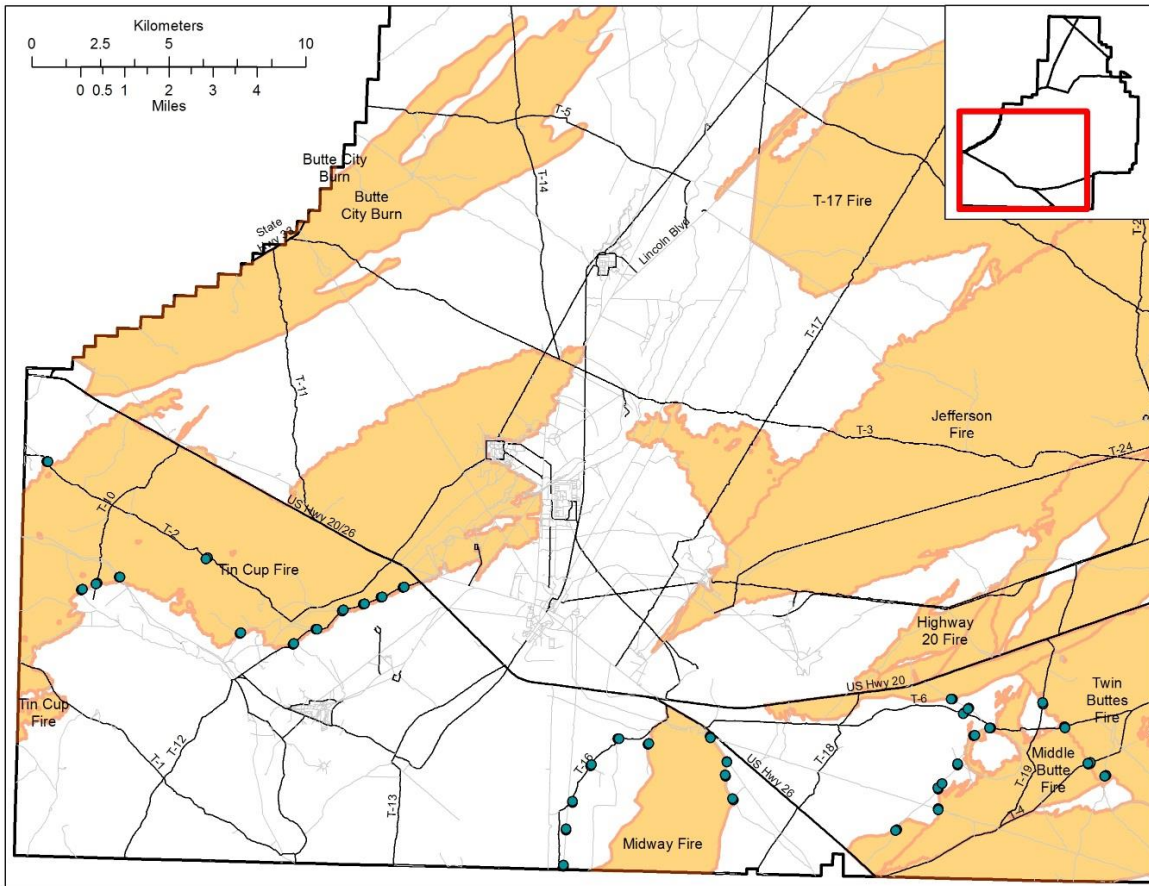 Kilometers
0 2.5 5 10
0 0.5 1 2 3 4
Miles
T-5
Butte City
Burn
Butte
City Burn
T-14
T-17 Fire
State
Hwy 33
Lincoln Blvd
T-17
T-11
Jefferson
Fire
T-3
T-24
T-10
US Hwy 20/26
T-2
Tin Cup Fire
Highway
20 Fire
US Hwy 20
T-6
Twin
Buttes
Fire
Tin Cup
Fire
T-12
T-1
T-16
T-18
US Hwy 26
T-19
Middle
Butte
Fire
T-4
T-13
Midway Fire